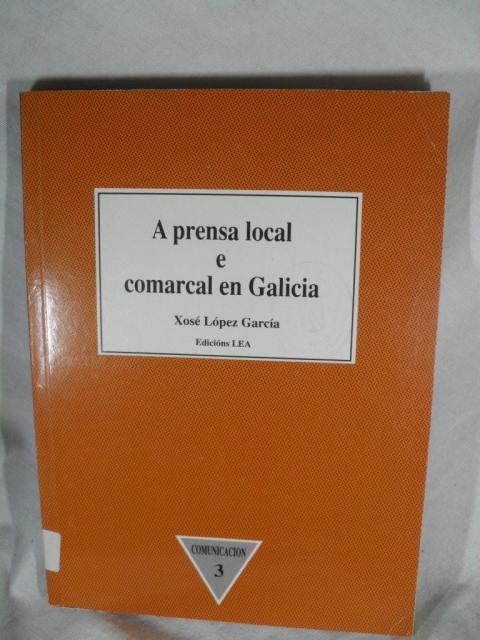 A prensa local
e
comarcal en Galicia
Xosé López García
Edicións LEA
COMUNICACION
3